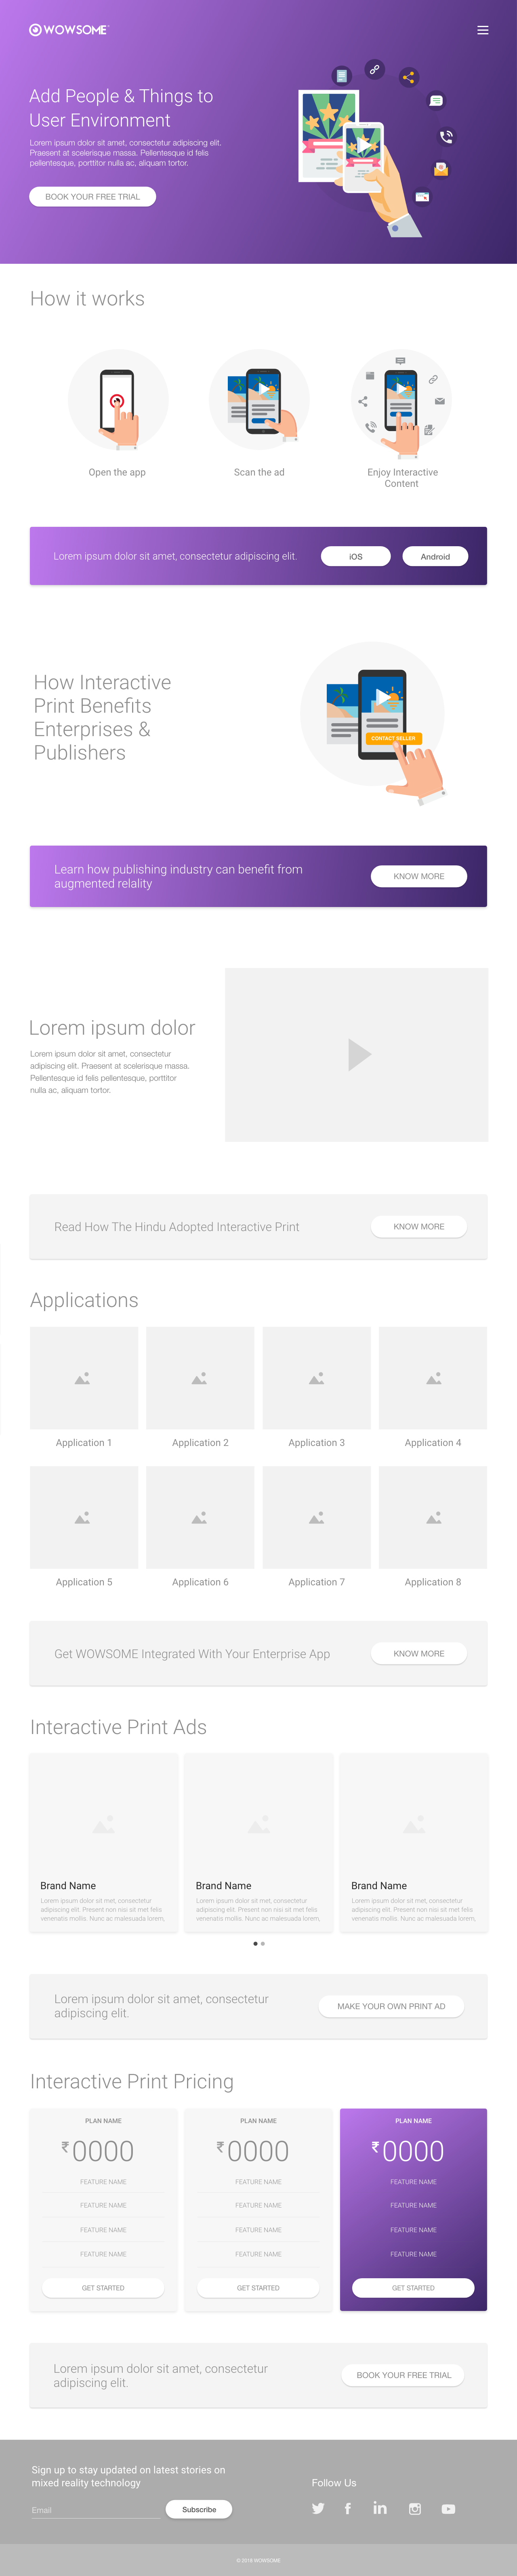 WOWSOME
Add People & Things to
User Environment
Lorem ipsum dolor sit amet, consectetur adipiscing elit.
Praesent at scelerisque massa. Pellentesque id felis
pellentesque, porttitor nulla ac, aliquam tortor.
BOOK YOUR FREE TRIAL
How it works
Open the app
Scan the ad
Enjoy Interactive
Content
Lorem ipsum dolor sit amet, consectetur adipiscing elit.
iOS
Android
How Interactive
Print Benefits
Enterprises &
Publishers
CONTACT SELLER
Learn how publishing industry can benefit from
augmented relality
KNOW MORE
Lorem ipsum dolor
Lorem ipsum dolor sit amet, consectetur
adipiscing elit. Praesent at scelerisque massa.
Pellentesque id felis pellentesque, porttitor
nulla ac, aliquam tortor.
Read How The Hindu Adopted Interactive Print
KNOW MORE
Applications
Application 1
Application 2
Application 3
Application 4
Application 5
Application 6
Application 7
Application 8
Get WOWSOME Integrated With Your Enterprise App
KNOW MORE
Interactive Print Ads
Brand Name
Lorem ipsum dolor sit met, consectetur
adipiscing elit. Present non nisi sit met felis
venenatis mollis. Nunc ac malesuada lorem,
Brand Name
Lorem ipsum dolor sit met, consectetur
adipiscing elit. Present non nisi sit met felis
venenatis mollis. Nunc ac malesuada lorem,
Brand Name
Lorem ipsum dolor sit met, consectetur
adipiscing elit. Present non nisi sit met felis
venenatis mollis. Nunc ac malesuada lorem,
Lorem ipsum dolor sit amet, consectetur
adipiscing elit.
MAKE YOUR OWN PRINT AD
Interactive Print Pricing
PLAN NAME
₹0000
FEATURE NAME
FEATURE NAME
FEATURE NAME
FEATURE NAME
GET STARTED
PLAN NAME
₹0000
FEATURE NAME
FEATURE NAME
FEATURE NAME
FEATURE NAME
GET STARTED
PLAN NAME
₹0000
FEATURE NAME
FEATURE NAME
FEATURE NAME
FEATURE NAME
GET STARTED
Lorem ipsum dolor sit amet, consectetur
adipiscing elit.
BOOK YOUR FREE TRIAL
Sign up to stay updated on latest stories on
mixed reality technology
Email
Subscribe
Follow Us
© 2018 WOWSOME